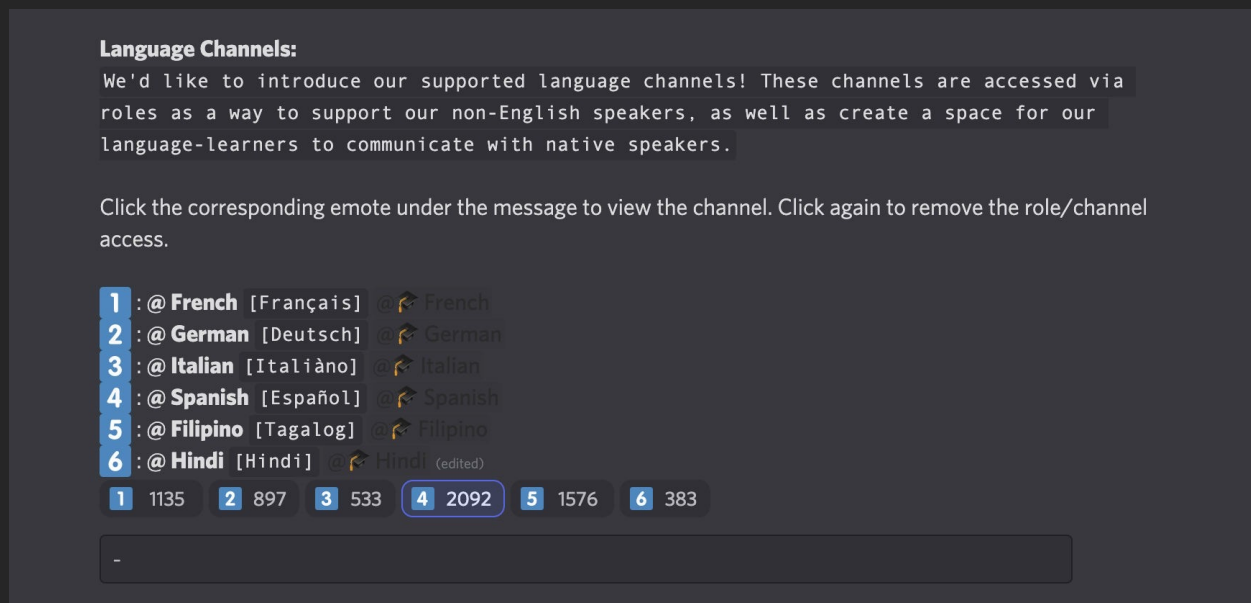 Language Channels:
We'd like to introduce our supported language channels! These channels are accessed via
roles as a way to support our non-English speakers, as well as create a space for our
language-learners to communicate with native speakers.
Click the corresponding emote under the message to view the channel. Click again to remove the role/channel
access.
1 : @ French [Français] @🎓 French
2 : @ German [Deutsch] @🎓 German
3 : @ Italian [Italiàno] @🎓 Italian
4 : @ Spanish [Español] @🎓 Spanish
5 : @ Filipino [Tagalog] @🎓 Filipino
6 : @ Hindi [Hindi] @🎓 Hindi (edited)
1 1135 2 897 3 533 4 2092 5 1576 6 383
-